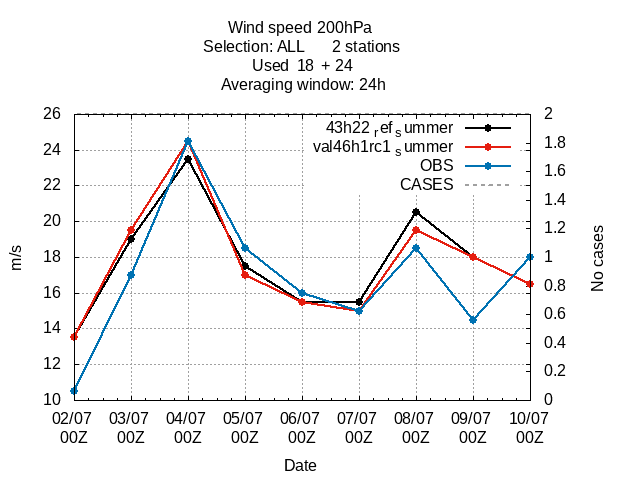 Wind speed 200hPa
Selection: ALL 2 stations
Used 18 + 24
Averaging window: 24h
43h22 refs ummer
val46h1rc1 s ummer
OBS
CASES
26
24
22
20
18
16
14
12
10
m/s
2
1.8
1.6
1.4
1.2
1
0.8
0.6
0.4
0.2
0
No cases
02/07 03/07 04/07 05/07 06/07 07/07 08/07 09/07 10/07
00Z 00Z 00Z 00Z 00Z 00Z 00Z 00Z 00Z
Date